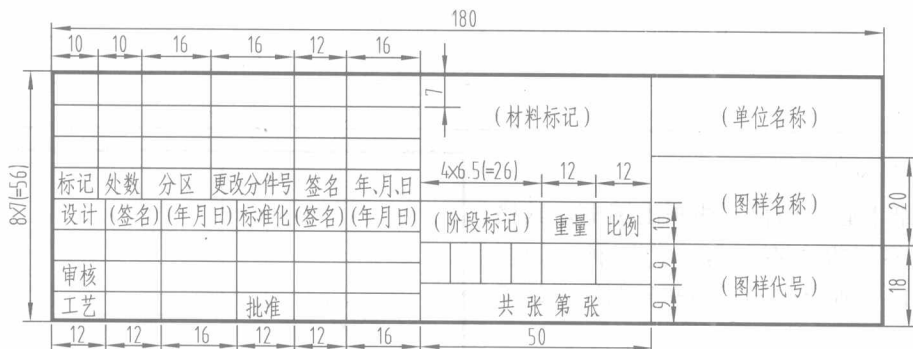 180
10 10 16 16 12 16
7
(材料标记) (单位名称)
8X7(=56)
标记 处数 分区 更改分件号 签名 年、月、日 4x6.5(=26) 12 12 (图样名称) 20
设计 (签名) (年月日) 标准化 (签名) (年月日) (阶段标记) 重量 比例 10
9
审核 (图样代号) 18
工艺 批准 共 张 第 张 9
12 12 16 12 12 16 50